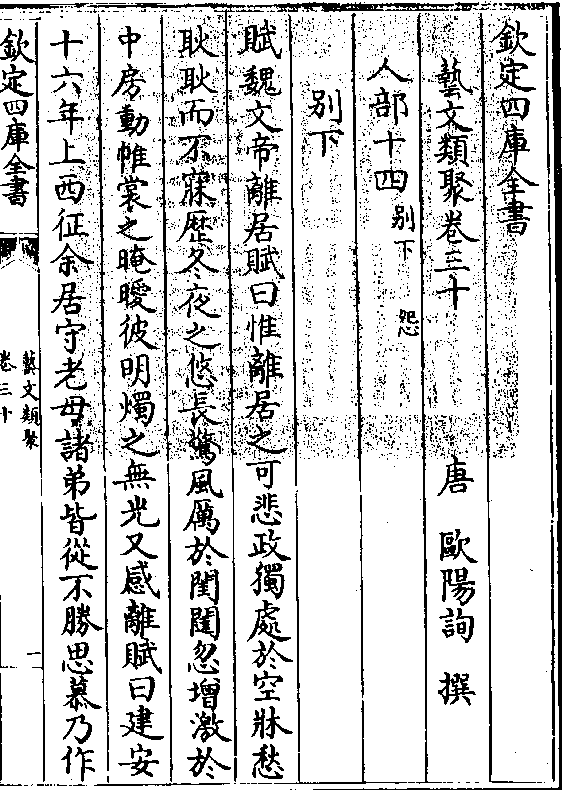 欽定四庫全書
藝文類聚卷三十
唐 歐陽詢 撰
人部十四 别下 怨
别下
賦魏文帝離居賦曰惟離居之可悲政獨處於空牀愁
耿耿而不寐歴冬夜之悠長驚風厲於閨闥忽增激於
中房動帷裳之晻曖彼明燭之無光又感離賦曰建安
十六年上西征余居守老母諸弟皆從不勝思慕乃作
欽定四庫全書
藝文類聚
卷三十
一